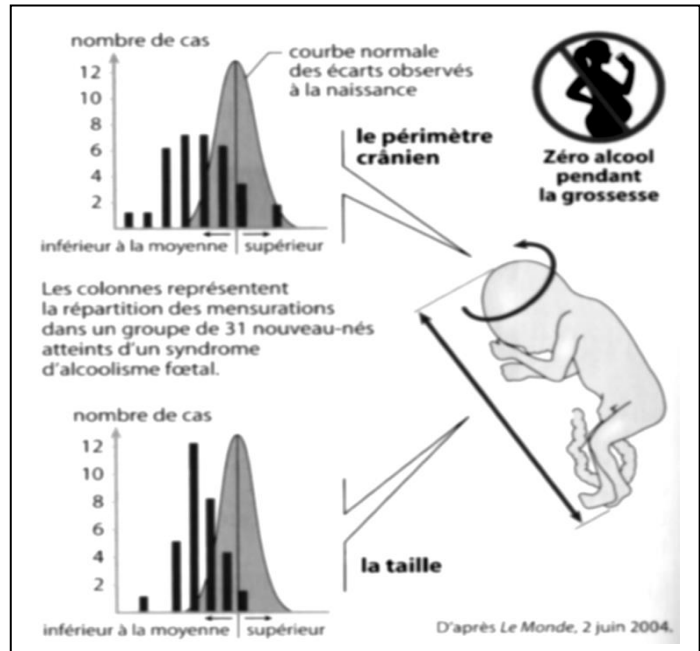 nombre de cas
12
10
8
6
4
2
courbe normale
des écarts observés
à la naissance
inférieur à la moyenne | supérieur
le périmètre
crânien
Zéro alcool
pendant
la grossesse
Les colonnes représentent
la répartition des mensurations
dans un groupe de 31 nouveau-nés
atteints d'un syndrome
d'alcoolisme fœtal.
nombre de cas
12
10
8
6
4
2
inférieur à la moyenne | supérieur
la taille
D'après Le Monde, 2 juin 2004.